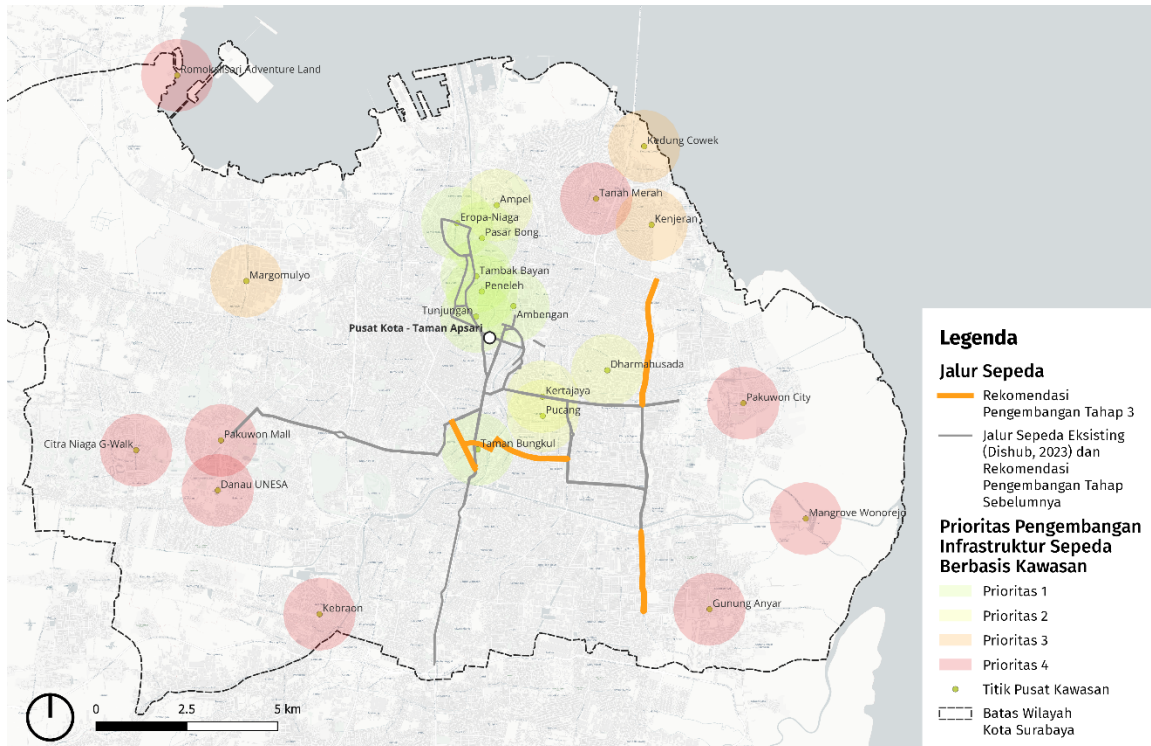 Romokalisari Adventure Land
Kedung Cowek
Tanah Merah
Ampel
Eropa-Niaga
Kenjeran
Pasar Bong
Tambak Bayan
Margomulyo
Peneleh
Tunjungan
Ambengan
Pusat Kota - Taman Apsari
Dharmahusada
Kertajaya
Pakuwon City
Pucang
Citra Niaga G-Walk
Pakuwon Mall
Taman Bungkul
Danau UNESA
Mangrove Wonorejo
Kebraon
Gunung Anyar
0
2.5
5 km
Legenda
Jalur Sepeda
Rekomendasi
Pengembangan Tahap 3
Jalur Sepeda Eksisting
(Dishub, 2023) dan
Rekomendasi
Pengembangan Tahap
Sebelumnya
Prioritas Pengembangan
Infrastruktur Sepeda
Berbasis Kawasan
Prioritas 1
Prioritas 2
Prioritas 3
Prioritas 4
Titik Pusat Kawasan
Batas Wilayah
Kota Surabaya